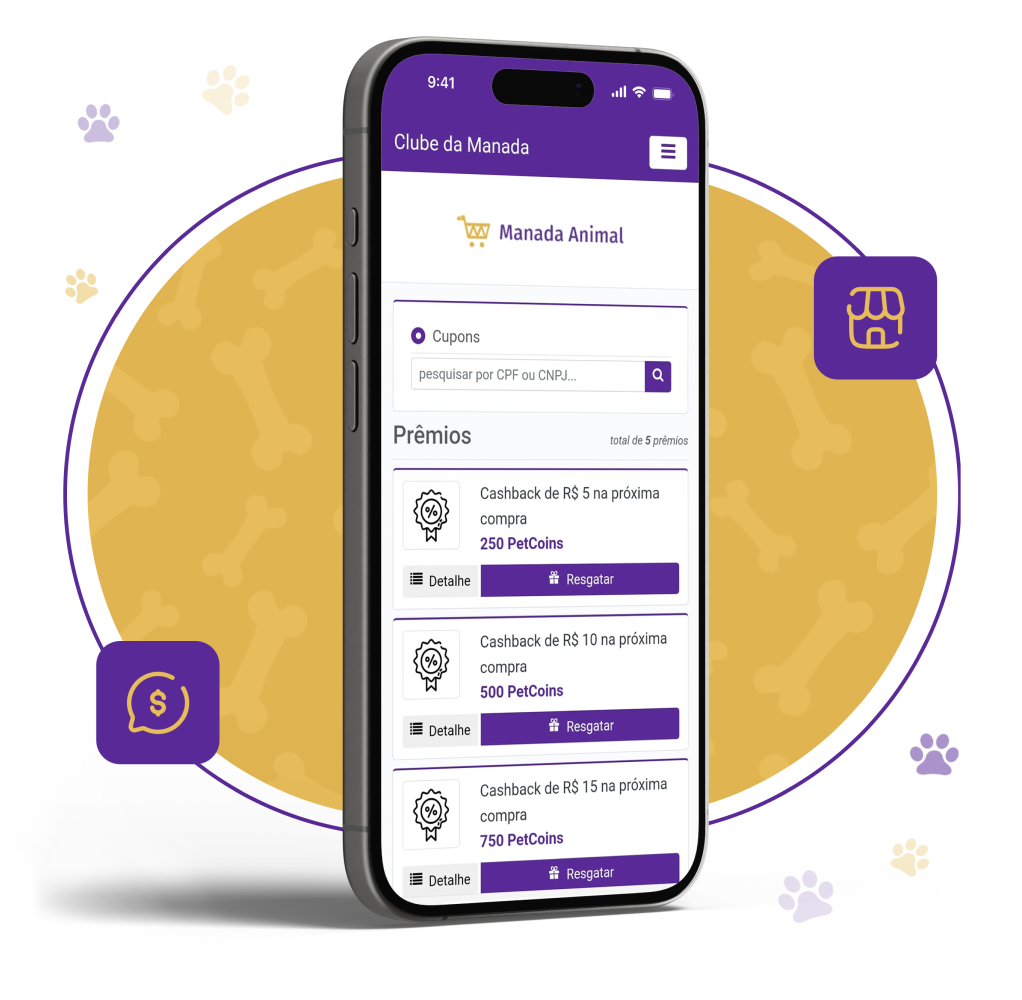 9:41
Clube da Manada
Manada Animal
Cupons
pesquisar por CPF ou CNPJ...
Prêmios
total de 5 prêmios
Cashback de R$ 5 na próxima
compra
250 PetCoins
Detalhe
Resgatar
Cashback de R$ 10 na próxima
compra
500 PetCoins
Detalhe
Resgatar
Cashback de R$ 15 na próxima
compra
750 PetCoins
Detalhe
Resgatar